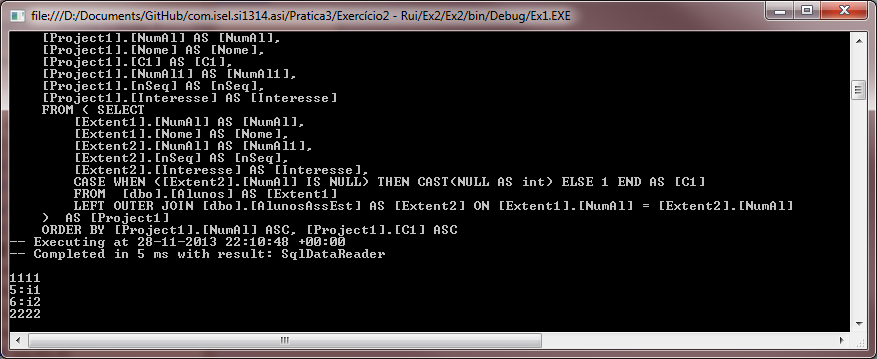 file:///D:/Documents/GitHub/com.isel.si1314.asi/Pratica3/Exercício2 - Rui/Ex2/Ex2/bin/Debug/Ex1.EXE
[Project1].[NumAl] AS [NumAl],
[Project1].[Nome] AS [Nome],
[Project1].[C1] AS [C1],
[Project1].[NumAl1] AS [NumAl1],
[Project1].[nSeq] AS [nSeq],
[Project1].[Interesse] AS [Interesse]
FROM ( SELECT
[Extent1].[NumAl] AS [NumAl],
[Extent1].[Nome] AS [Nome],
[Extent2].[NumAl] AS [NumAl1],
[Extent2].[nSeq] AS [nSeq],
[Extent2].[Interesse] AS [Interesse],
CASE WHEN ([Extent2].[NumAl] IS NULL) THEN CAST(NULL AS int) ELSE 1 END AS [C1]
FROM  [dbo].[Alunos] AS [Extent1]
LEFT OUTER JOIN [dbo].[AlunosAssEst] AS [Extent2] ON [Extent1].[NumAl] = [Extent2].[NumAl]
)  AS [Project1]
ORDER BY [Project1].[NumAl] ASC, [Project1].[C1] ASC
-- Executing at 28-11-2013 22:10:48 +00:00
-- Completed in 5 ms with result: SqlDataReader
1111
5:i1
6:i2
2222